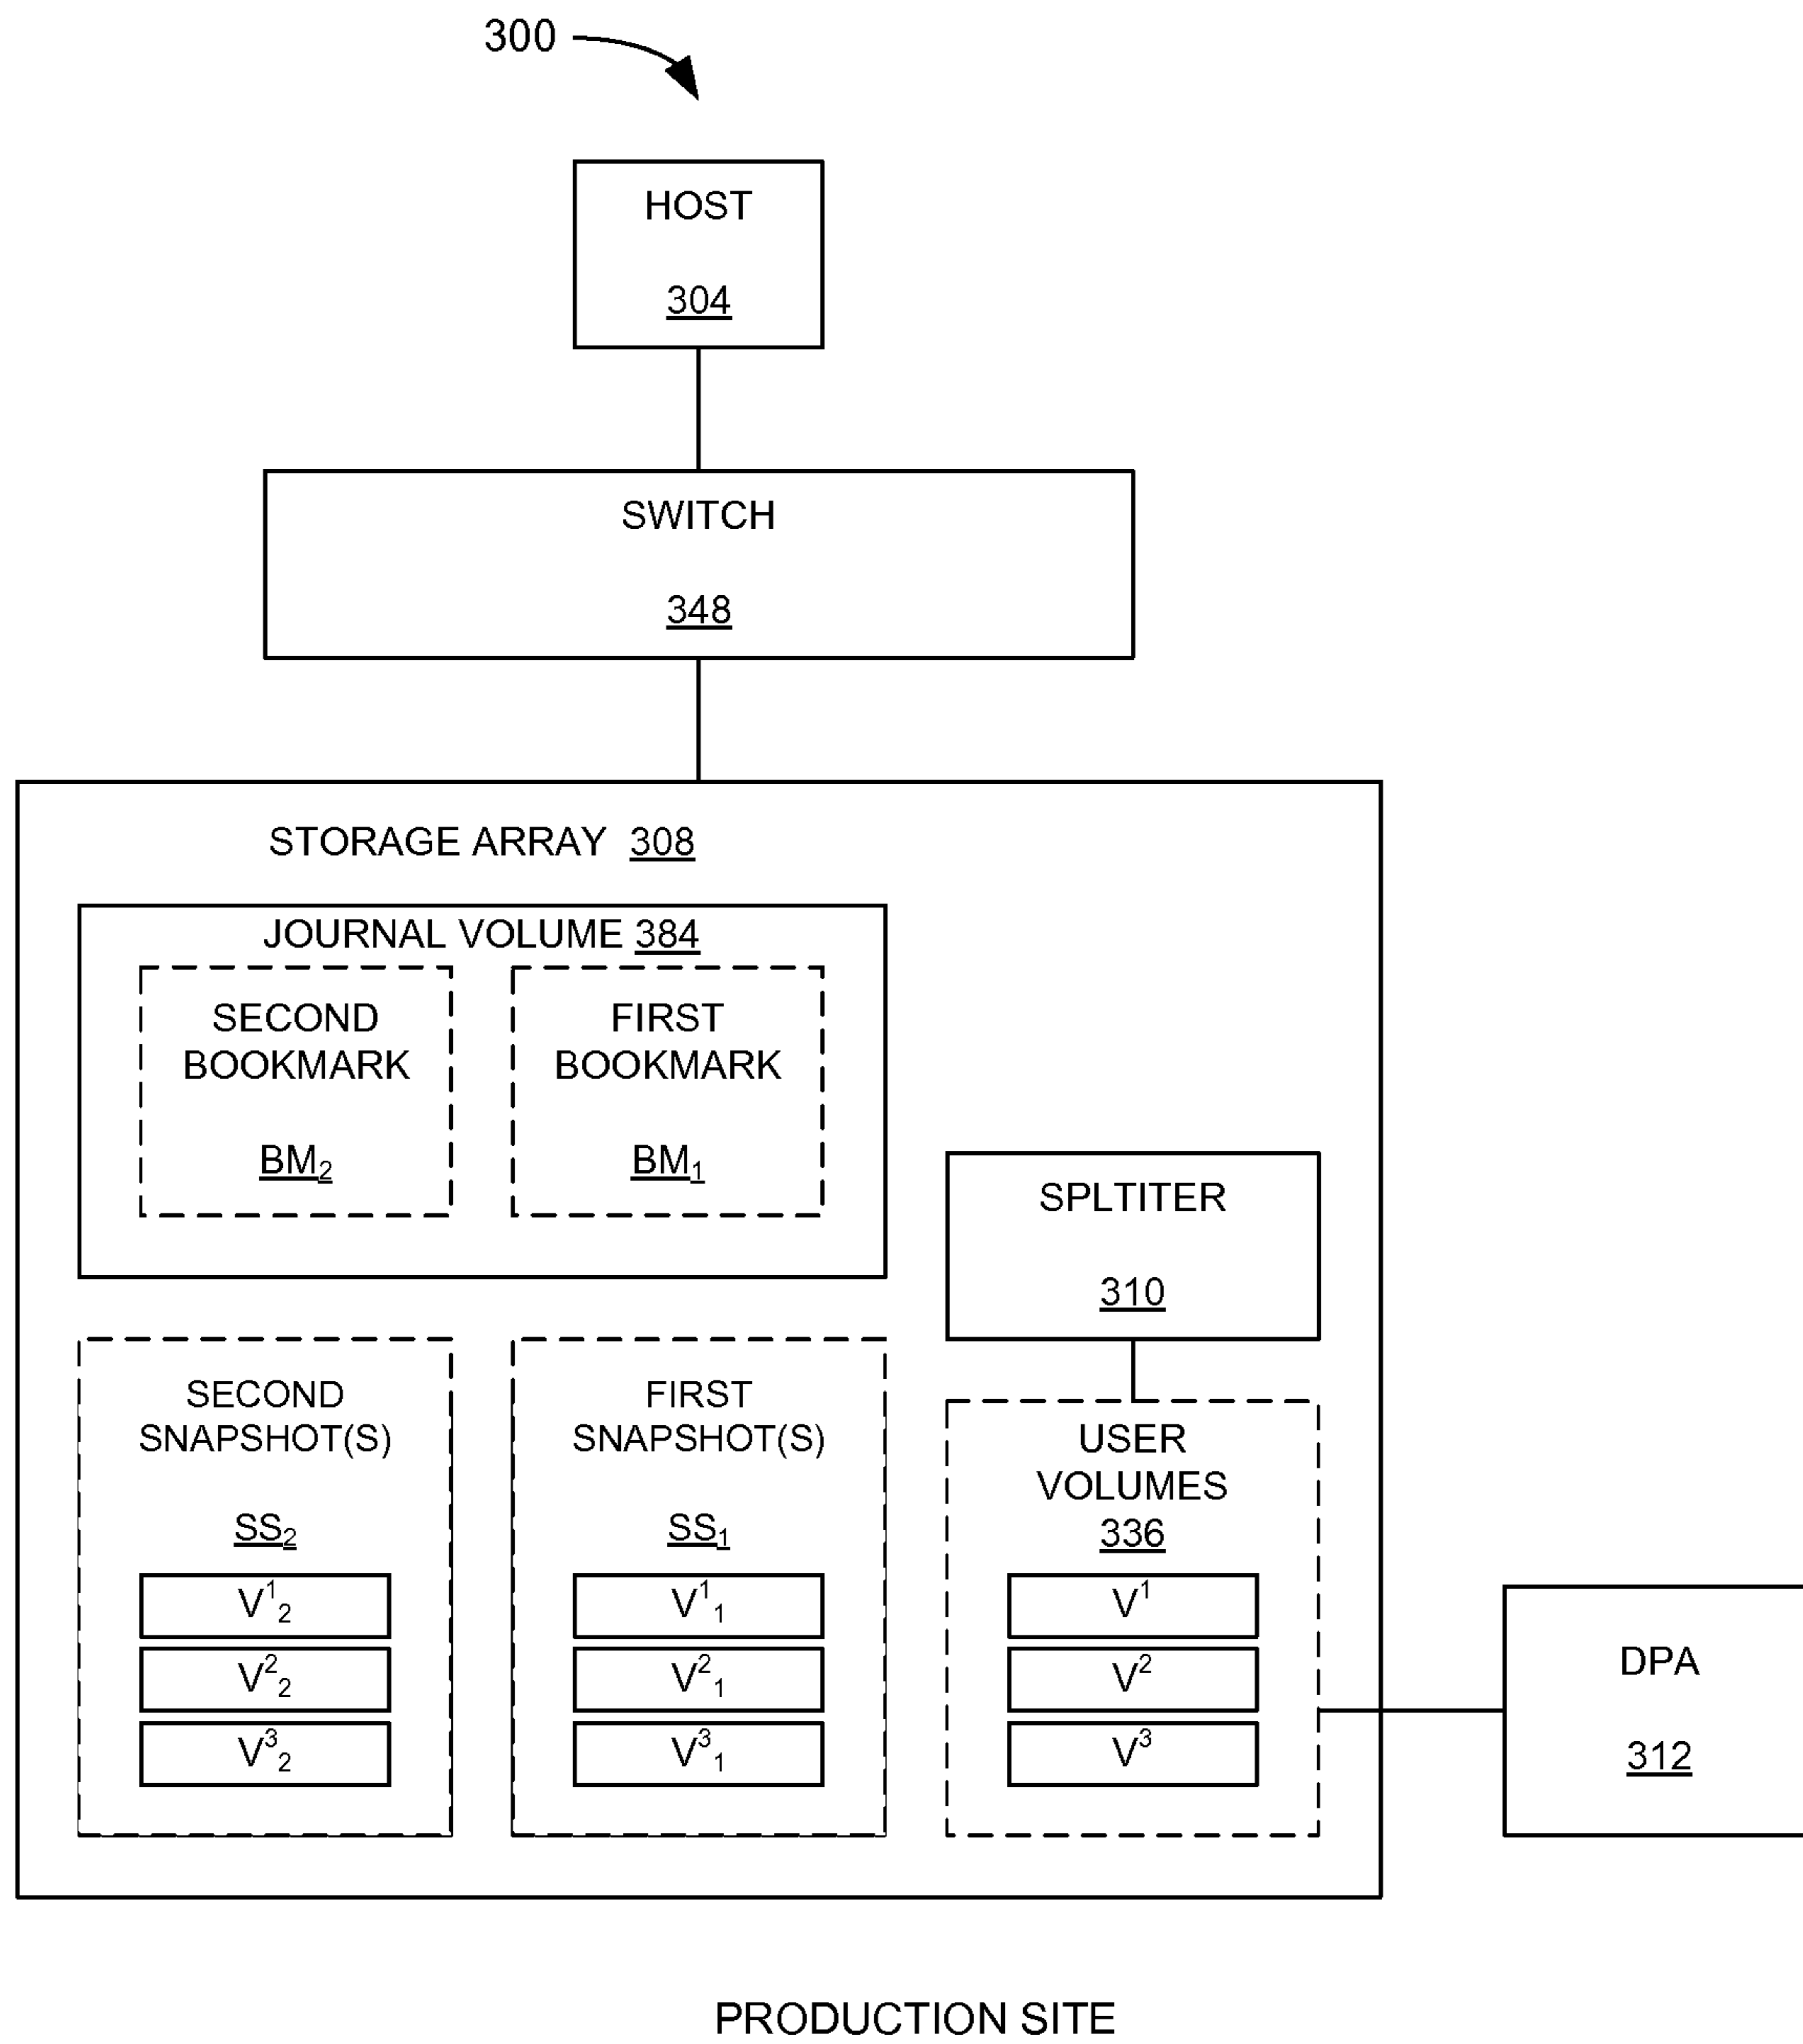 300
HOST
304
SWITCH
348
STORAGE ARRAY 308
JOURNAL VOLUME 384
SECOND
BOOKMARK
BM₂
FIRST
BOOKMARK
BM₁
SPLTITER
310
SECOND
SNAPSHOT(S)
SS₂
V¹₂
V²₂
V³₂
FIRST
SNAPSHOT(S)
SS₁
V¹₁
V²₁
V³₁
USER
VOLUMES
336
V¹
V²
V³
DPA
312
PRODUCTION SITE